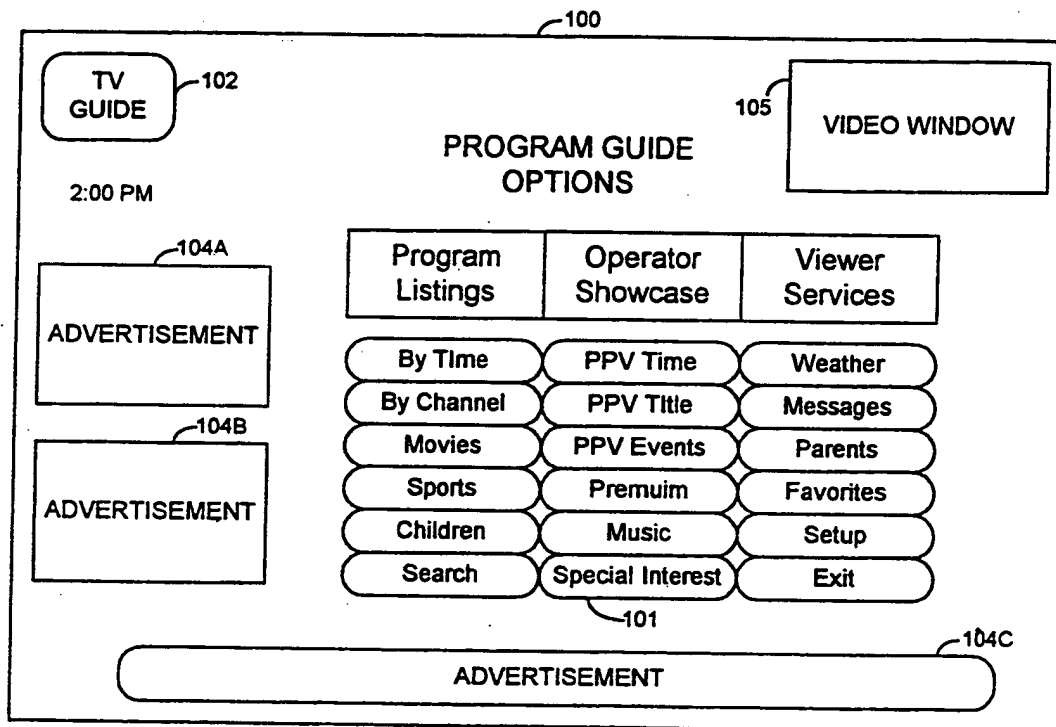 100
TV
GUIDE
102
105
VIDEO WINDOW
PROGRAM GUIDE
OPTIONS
2:00 PM
104A
ADVERTISEMENT
104B
ADVERTISEMENT
Program
Listings
Operator
Showcase
Viewer
Services
By Time
PPV Time
Weather
By Channel
PPV Title
Messages
Movies
PPV Events
Parents
Sports
Premuim
Favorites
Children
Music
Setup
Search
Special Interest
Exit
101
104C
ADVERTISEMENT